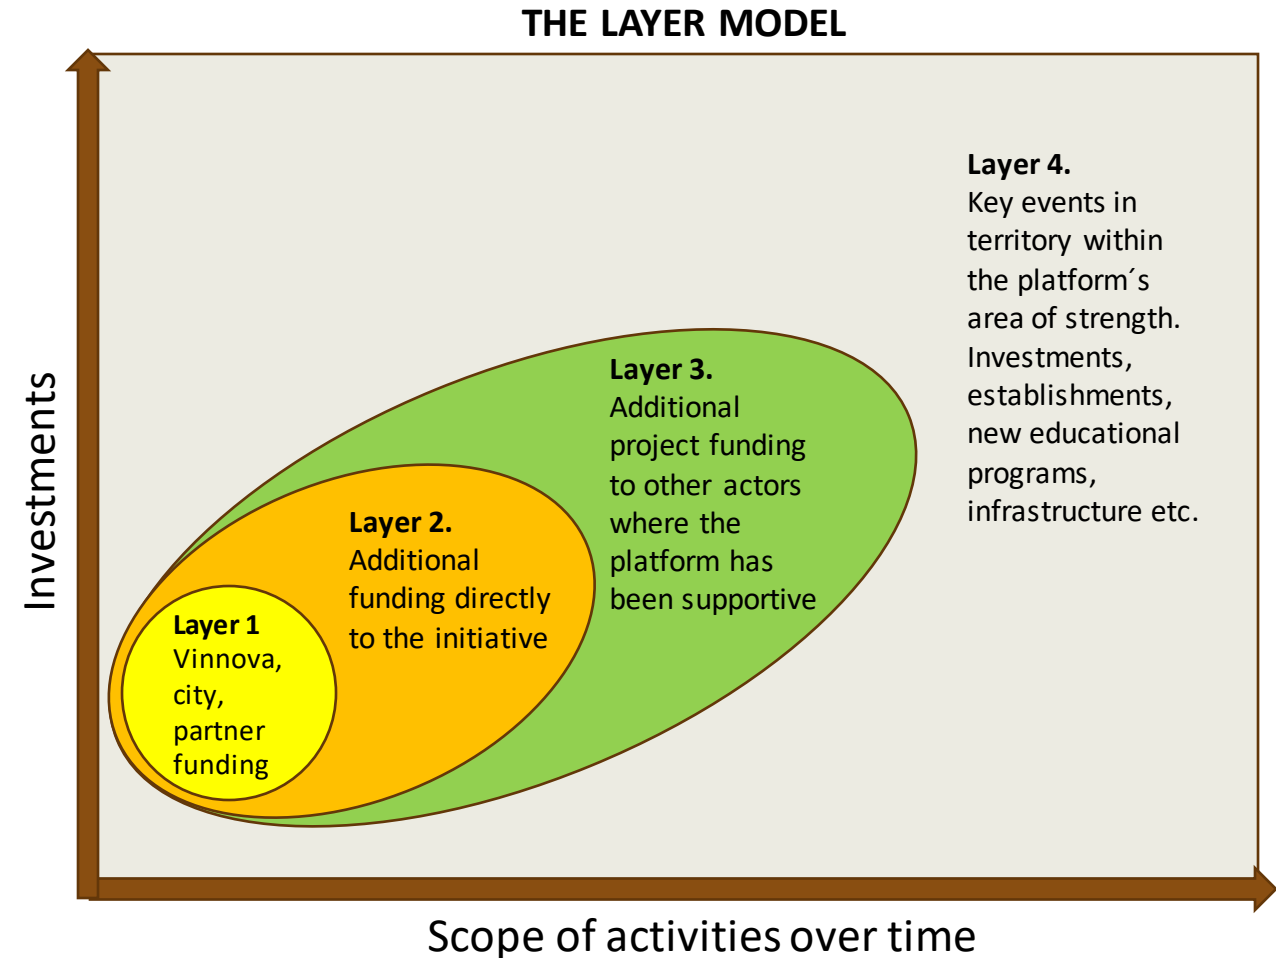 THE LAYER MODEL
Investments
Layer 1
Vinnova,
city,
partner
funding
Layer 2.
Additional
funding directly
to the initiative
Layer 3.
Additional
project funding
to other actors
where the
platform has
been supportive
Layer 4.
Key events in
territory within
the platform´s
area of strength.
Investments,
establishments,
new educational
programs,
infrastructure etc.
Scope of activities over time